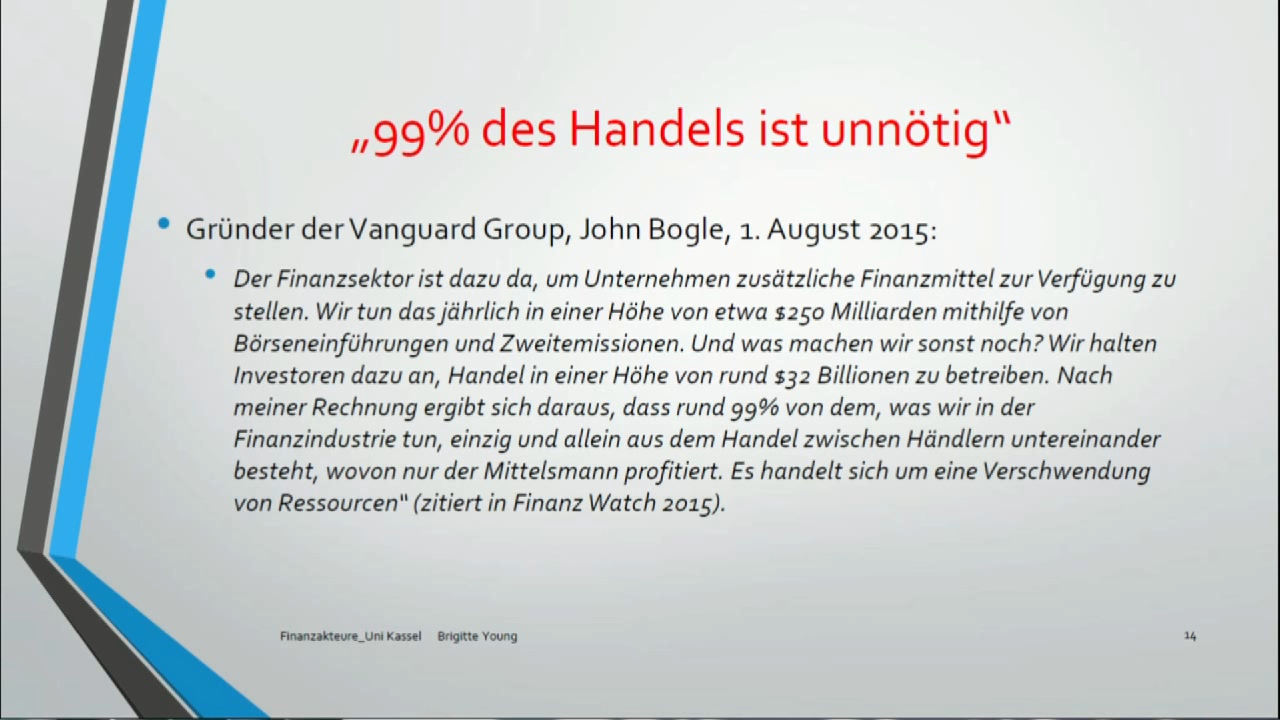 „99% des Handels ist unnötig“
Gründer der Vanguard Group, John Bogle, 1. August 2015:
Der Finanzsektor ist dazu da, um Unternehmen zusätzliche Finanzmittel zur Verfügung zu
stellen. Wir tun das jährlich in einer Höhe von etwa $250 Milliarden mithilfe von
Börseneinführungen und Zweitemissionen. Und was machen wir sonst noch? Wir halten
Investoren dazu an, Handel in einer Höhe von rund $32 Billionen zu betreiben. Nach
meiner Rechnung ergibt sich daraus, dass rund 99% von dem, was wir in der
Finanzindustrie tun, einzig und allein aus dem Handel zwischen Händlern untereinander
besteht, wovon nur der Mittelsmann profitiert. Es handelt sich um eine Verschwendung
von Ressourcen" (zitiert in Finanz Watch 2015).
Finanzakteure_Uni Kassel Brigitte Young 14